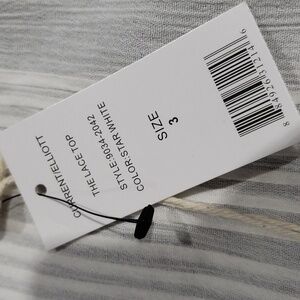 CURRENT/ELLIOTT
THE LACE TOP
STYLE: 9034-2042
COLOR: STAR WHITE
SIZE
3